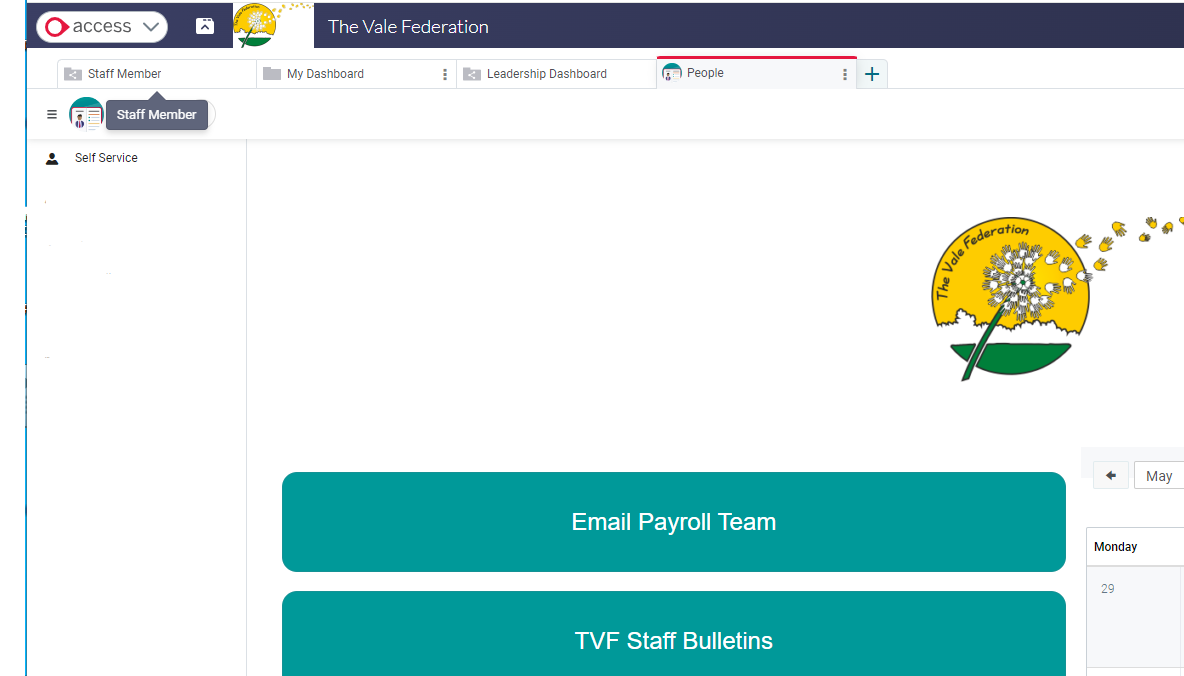 access
The Vale Federation
Staff Member
My Dashboard
Leadership Dashboard
People
Staff Member
Self Service
The Vale Federation
May
Email Payroll Team
Monday
29
TVF Staff Bulletins